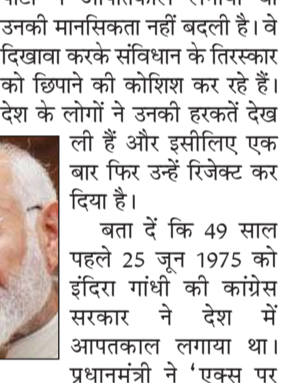 उनकी मानसिकता नहीं बदली है। वे
दिखावा करके संविधान के तिरस्कार
को छिपाने की कोशिश कर रहे हैं।
देश के लोगों ने उनकी हरकतें देख
ली हैं और इसीलिए एक
बार फिर उन्हें रिजेक्ट कर
दिया है।
बता दें कि 49 साल
पहले 25 जून 1975 को
इंदिरा गांधी की कांग्रेस
सरकार ने देश में
आपतकाल लगाया था।
प्रधानमंत्री ने ‘एक्स पर